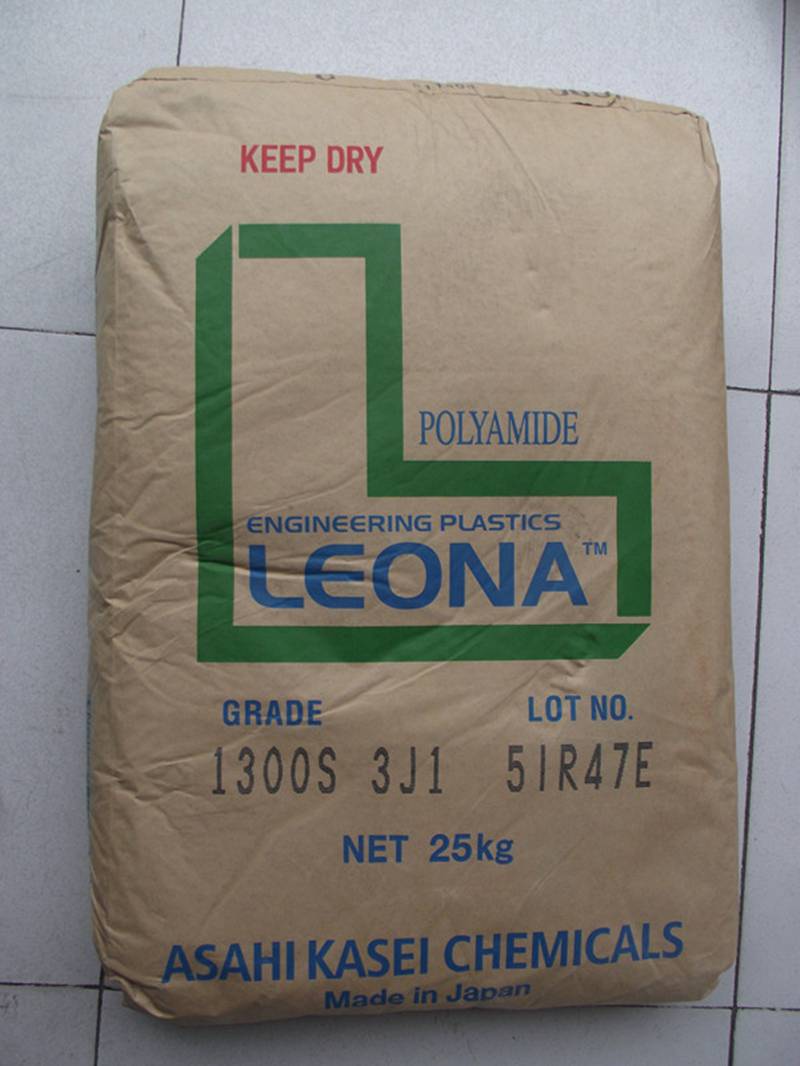 KEEP DRY
POLYAMIDE
ENGINEERING PLASTICS
LEONA™
GRADE LOT NO.
1300S 3J1 51R47E
NET 25kg
ASAHI KASEI CHEMICALS
Made in Japan